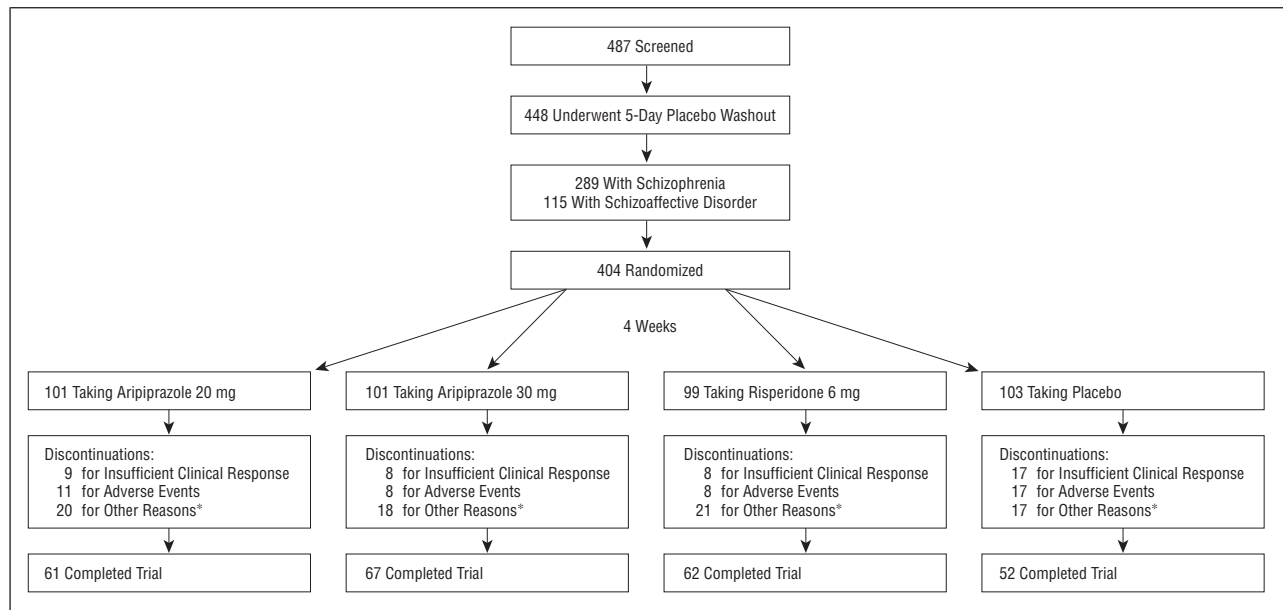 487 Screened
448 Underwent 5-Day Placebo Washout
289 With Schizophrenia
115 With Schizoaffective Disorder
404 Randomized
4 Weeks
101 Taking Aripiprazole 20 mg
Discontinuations:
9 for Insufficient Clinical Response
11 for Adverse Events
20 for Other Reasons*
61 Completed Trial
101 Taking Aripiprazole 30 mg
Discontinuations:
8 for Insufficient Clinical Response
8 for Adverse Events
18 for Other Reasons*
67 Completed Trial
99 Taking Risperidone 6 mg
Discontinuations:
8 for Insufficient Clinical Response
8 for Adverse Events
21 for Other Reasons*
62 Completed Trial
103 Taking Placebo
Discontinuations:
17 for Insufficient Clinical Response
17 for Adverse Events
17 for Other Reasons*
52 Completed Trial